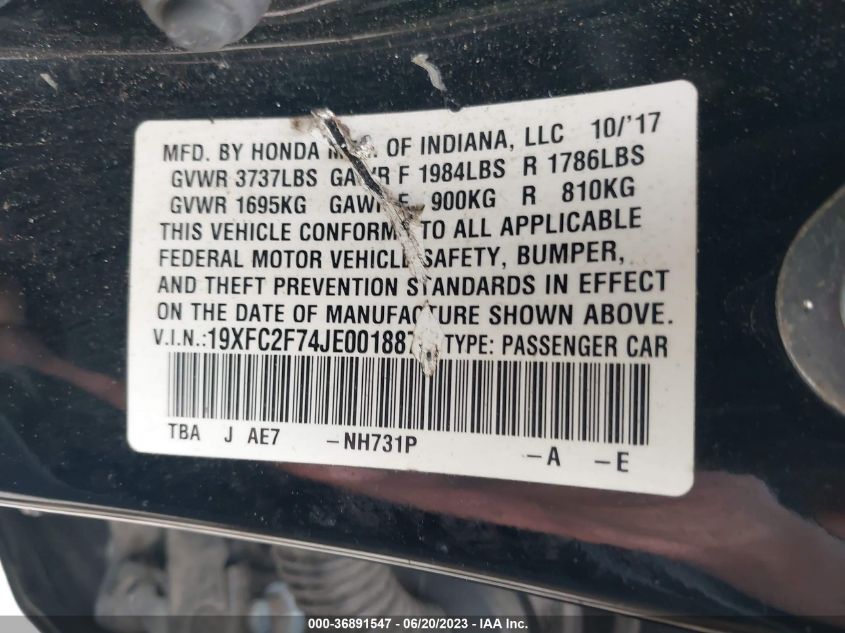 MFD. BY HONDA OF INDIANA, LLC 10/'17
GVWR 3737LBS GAWR F 1984LBS R 1786LBS
GVWR 1695KG 900KG R 810KG
THIS VEHICLE CONFORMS TO ALL APPLICABLE
FEDERAL MOTOR VEHICLE SAFETY, BUMPER,
AND THEFT PREVENTION STANDARDS IN EFFECT
ON THE DATE OF MANUFACTURE SHOWN ABOVE.
V.I.N.: TYPE: PASSENGER CAR
TBA J AE7 -NH731P -A -E
000-36891547 - 06/20/2023 - IAA Inc.